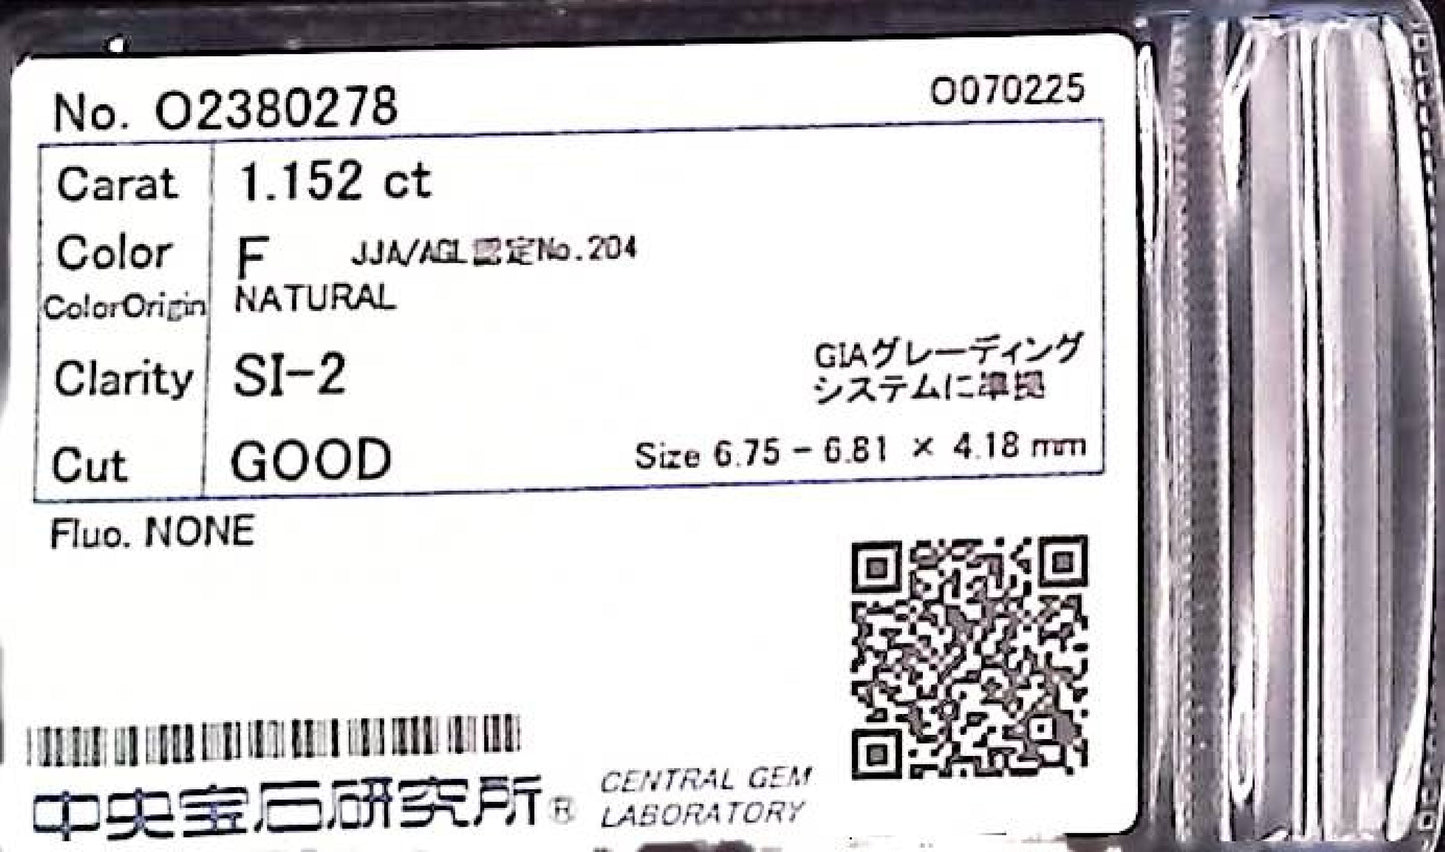 No. O2380278
O070225
Carat 1.152 ct
Color F JJA/AGL認定No.204
ColorOrigin NATURAL
Clarity SI-2
GIAグレーディング
システムに準拠
Cut GOOD
Size 6.75 - 6.81 × 4.18 mm
Fluo. NONE
中央宝石研究所®
CENTRAL GEM
LABORATORY